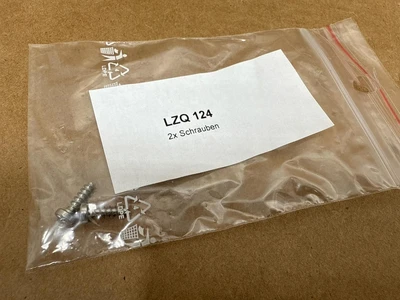 LZQ 124
2x Schrauben